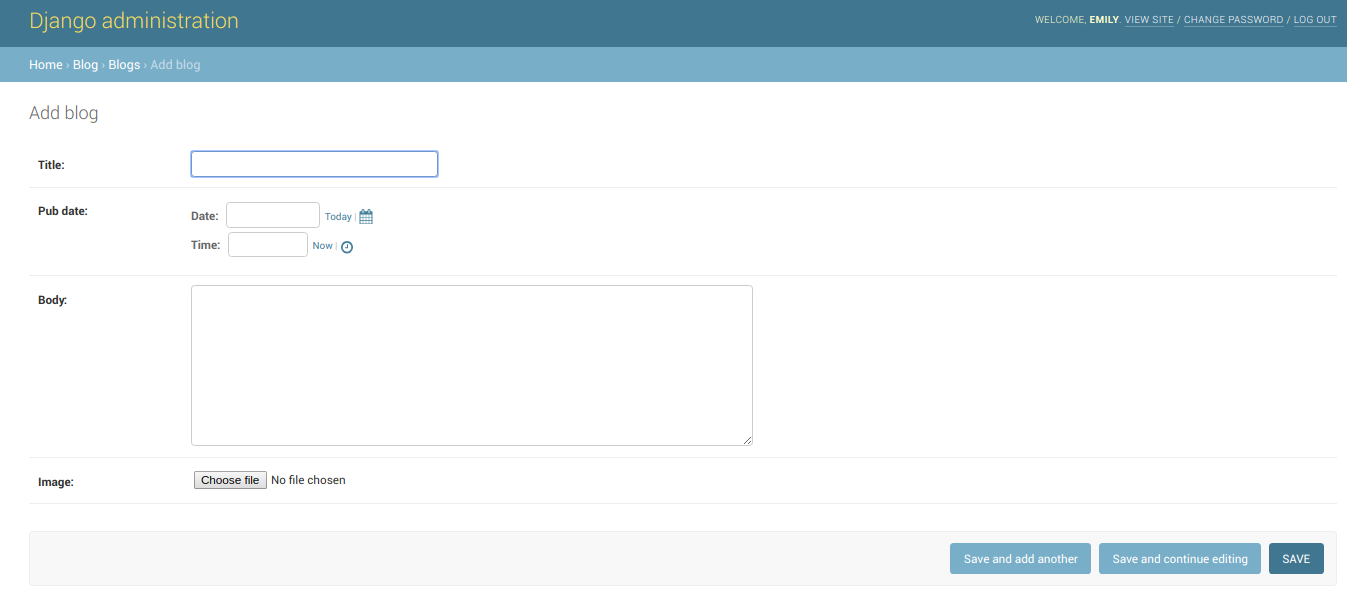 Django administration
WELCOME, EMILY. VIEW SITE / CHANGE PASSWORD / LOG OUT
Home › Blog › Blogs › Add blog
Add blog
Title:
Pub date:
Date: Today |
Time: Now |
Body:
Image: Choose file No file chosen
Save and add another Save and continue editing SAVE